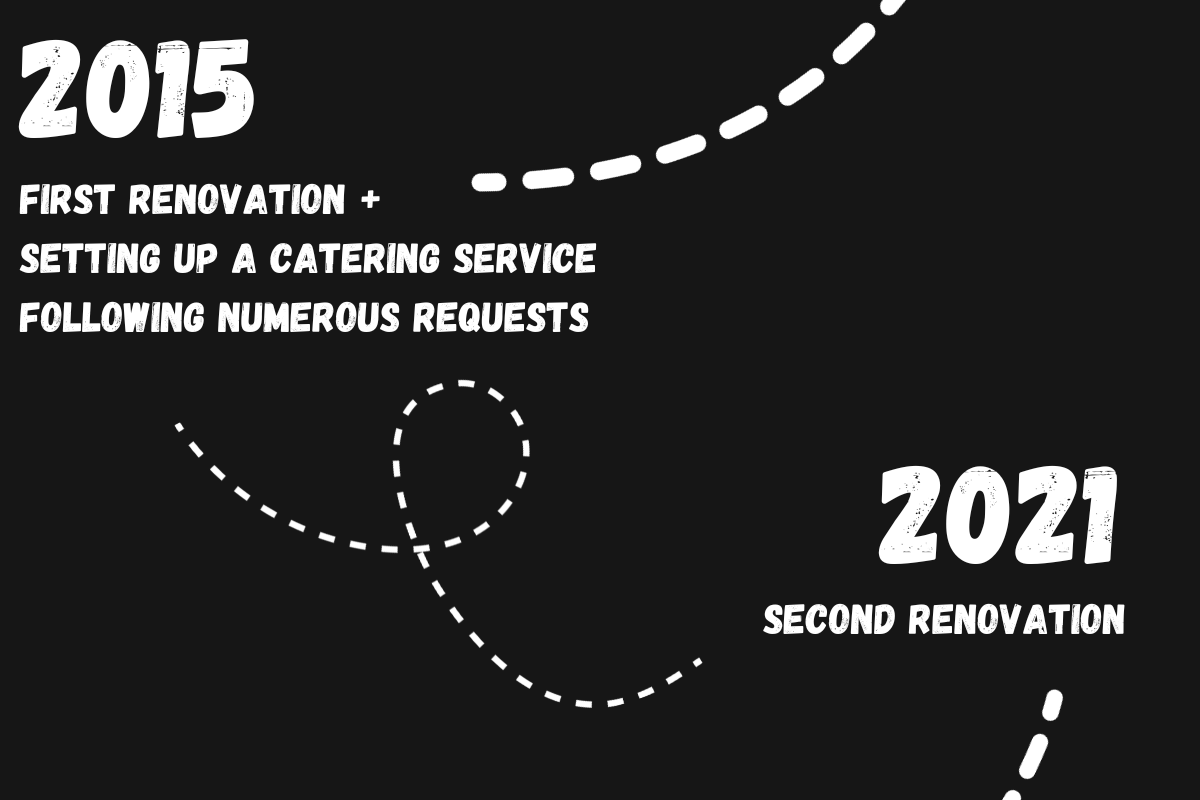 2015
FIRST RENOVATION +
SETTING UP A CATERING SERVICE
FOLLOWING NUMEROUS REQUESTS
2021
SECOND RENOVATION